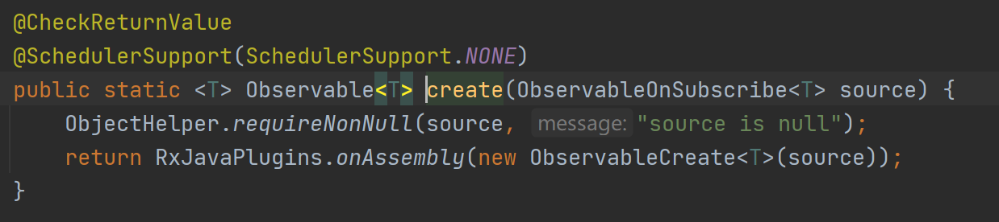 @CheckReturnValue
@SchedulerSupport(SchedulerSupport.NONE)
public static <T> Observable<T> create(ObservableOnSubscribe<T> source) {
    ObjectHelper.requireNonNull(source, message: "source is null");
    return RxJavaPlugins.onAssembly(new ObservableCreate<T>(source));
}